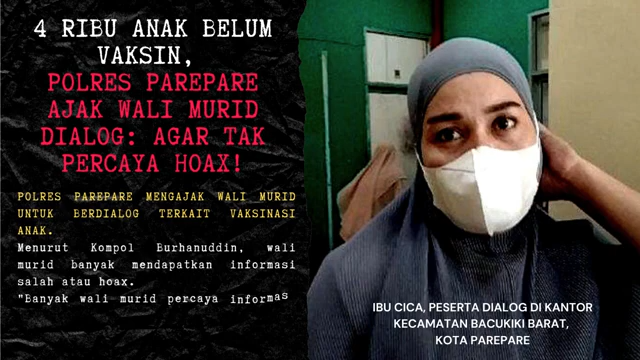 4 RIBU ANAK BELUM
VAKSIN,
POLRES PAREPARE
AJAK WALI MURID
DIALOG: AGAR TAK
PERCAYA HOAX!
POLRES PAREPARE MENGAJAK WALI MURID
UNTUK BERDIALOG TERKAIT VAKSINASI
ANAK.
Menurut Kompol Burhanuddin, wali
murid banyak mendapatkan informasi
salah atau hoax.
"Banyak wali murid percaya informas
IBU CICA, PESERTA DIALOG DI KANTOR
KECAMATAN BACUKIKI BARAT,
KOTA PAREPARE